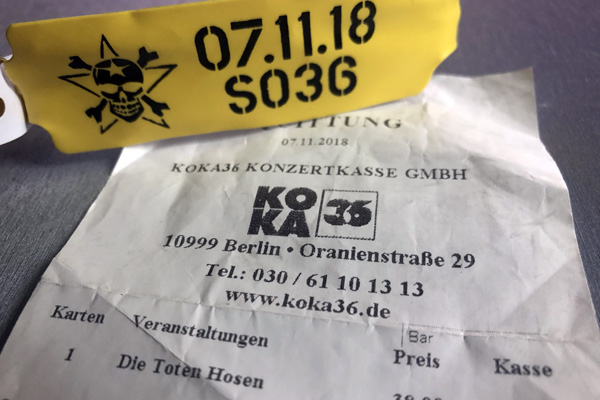 07.11.18
SO36
07.11.2018
KOKA36 KONZERTKASSE GMBH
KO
KA 36
10999 Berlin • Oranienstraße 29
Tel.: 030 / 61 10 13 13
www.koka36.de
Karten Veranstaltungen Bar Preis Kasse
1 Die Toten Hosen